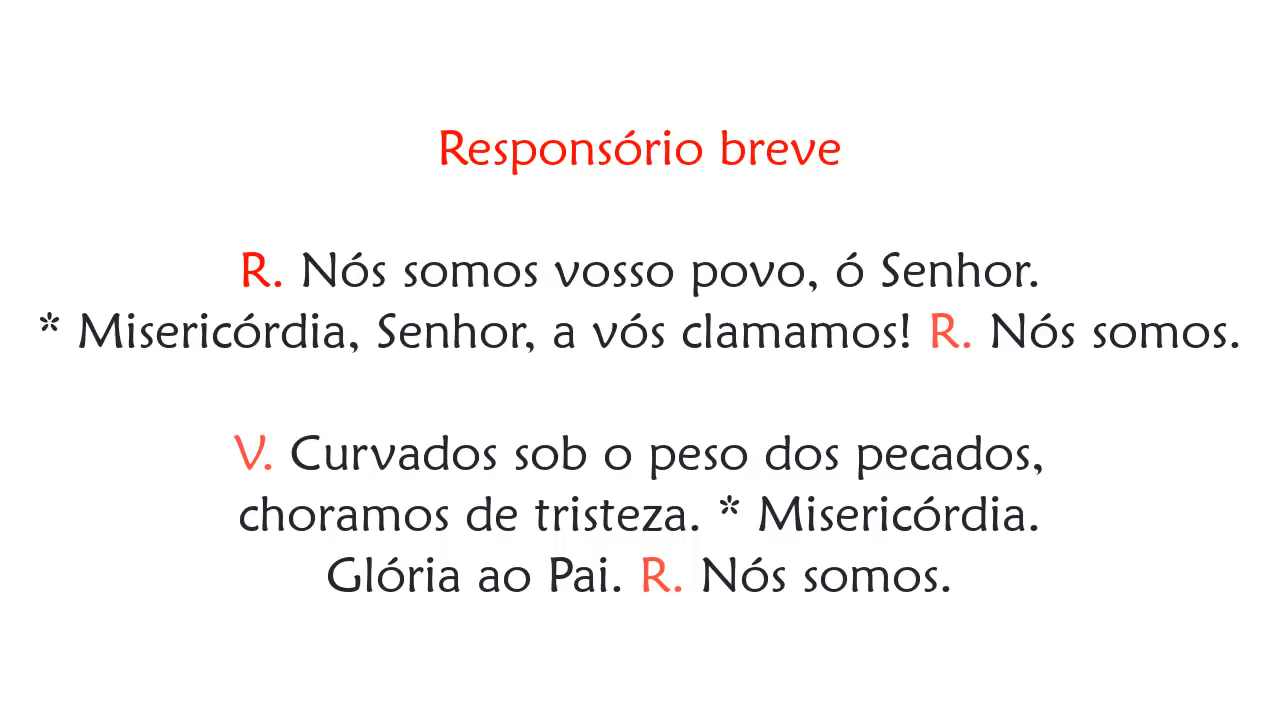 Responsório breve
R. Nós somos vosso povo, ó Senhor.
* Misericórdia, Senhor, a vós clamamos! R. Nós somos.
V. Curvados sob o peso dos pecados,
choramos de tristeza. * Misericórdia.
Glória ao Pai. R. Nós somos.